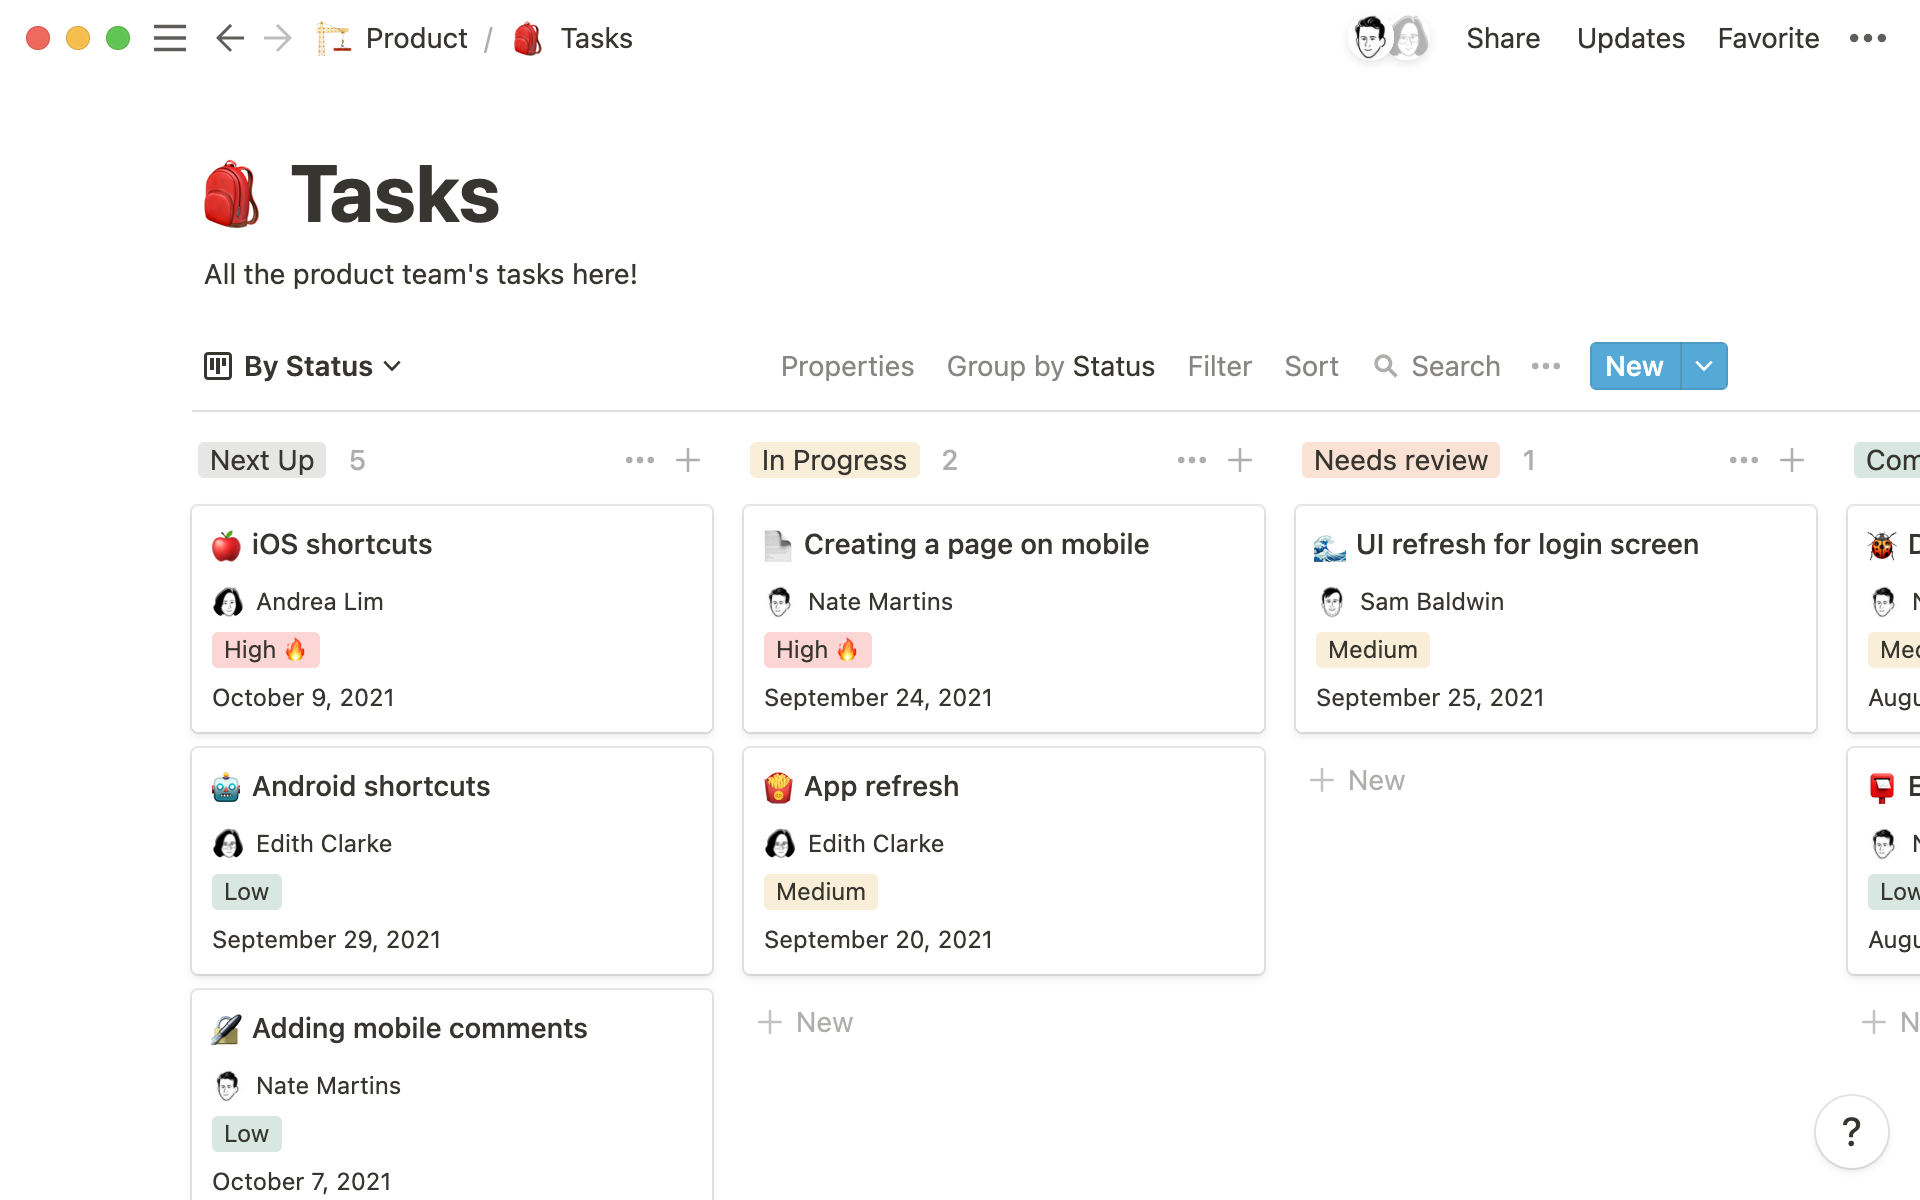 Product / Tasks
Share Updates Favorite
Tasks
All the product team's tasks here!
By Status
Properties Group by Status Filter Sort Search New
Next Up 5
iOS shortcuts
Andrea Lim
High
October 9, 2021
Android shortcuts
Edith Clarke
Low
September 29, 2021
Adding mobile comments
Nate Martins
Low
October 7, 2021
In Progress 2
Creating a page on mobile
Nate Martins
High
September 24, 2021
App refresh
Edith Clarke
Medium
September 20, 2021
+ New
Needs review 1
UI refresh for login screen
Sam Baldwin
Medium
September 25, 2021
+ New
Low
?